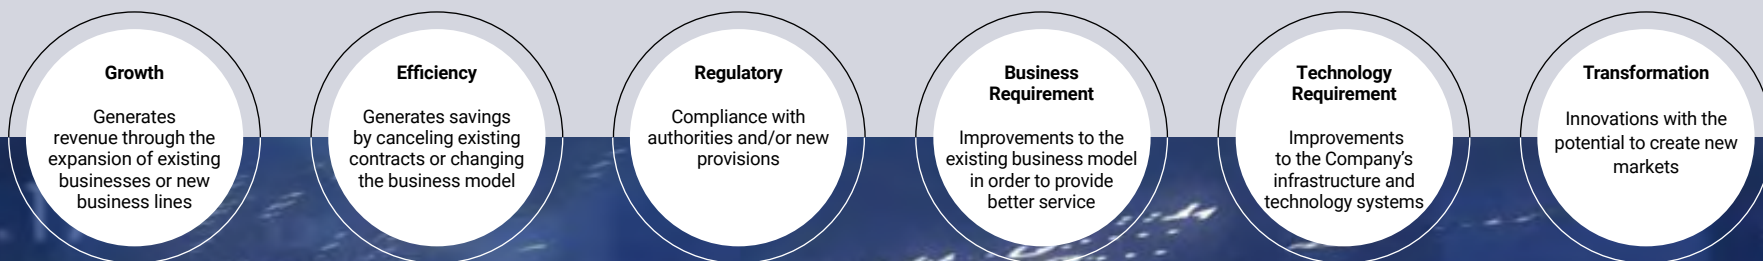 Growth
Generates
revenue through the
expansion of existing
businesses or new
business lines
Efficiency
Generates savings
by canceling existing
contracts or changing
the business model
Regulatory
Compliance with
authorities and/or new
provisions
Business
Requirement
Improvements to the
existing business model
in order to provide
better service
Technology
Requirement
Improvements
to the Company’s
infrastructure and
technology systems
Transformation
Innovations with the
potential to create new
markets